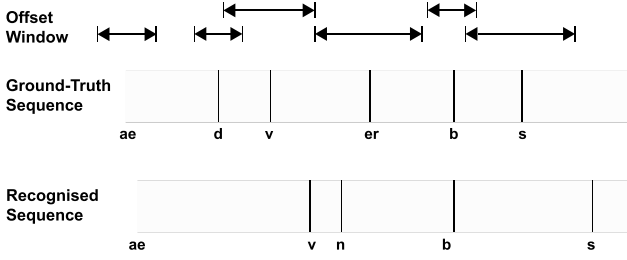 Offset
Window
Ground-Truth
Sequence
ae d v er b s
Recognised
Sequence
ae v n b s